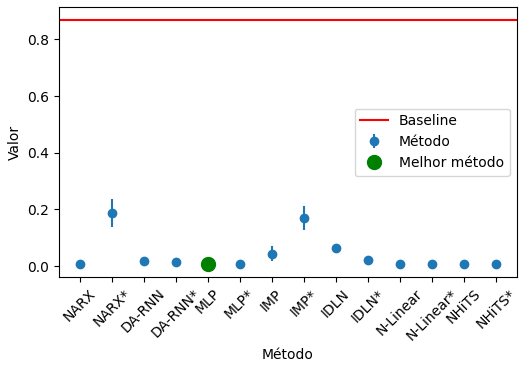 0.8
0.6
0.4
0.2
0.0
Valor
Baseline
Método
Melhor método
NARX
NARX*
DA-RNN
DA-RNN*
MLP
MLP*
IMP
IMP*
IDLN
IDLN*
N-Linear
N-Linear*
NHiTS
NHiTS*
Método